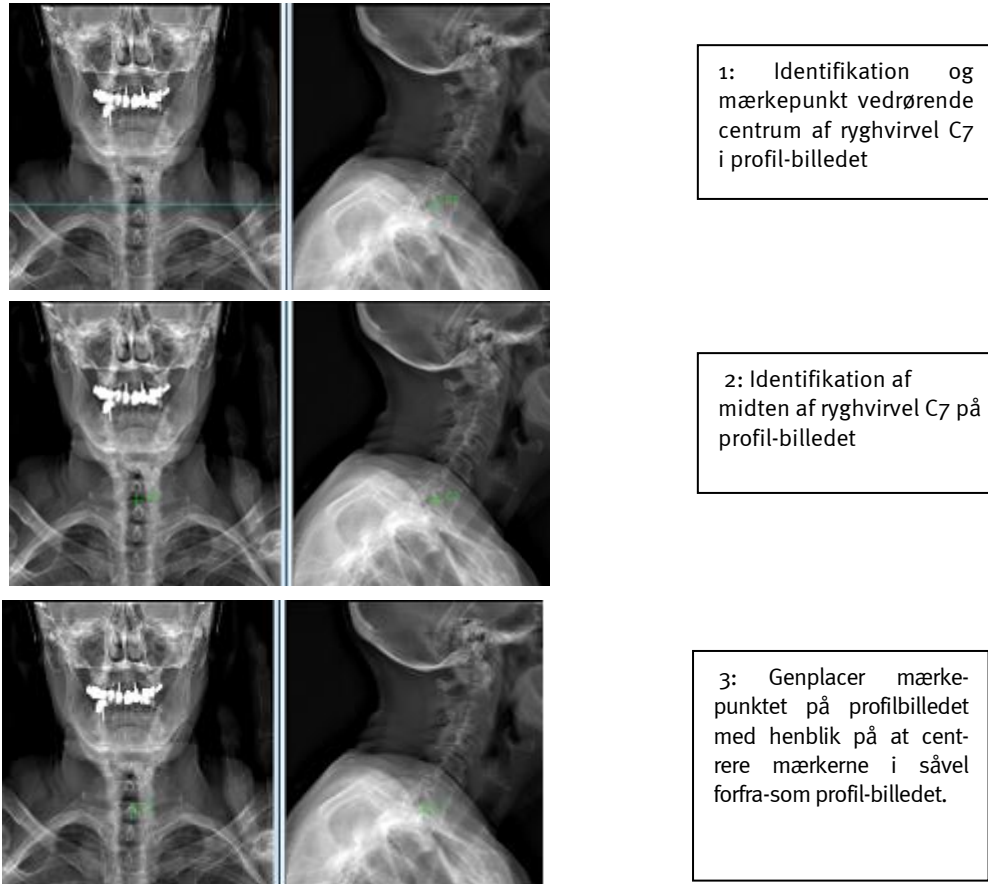 1: Identifikation og
mærkepunkt vedrørende
centrum af ryghvirvel C7
i profil-billedet
2: Identifikation af
midten af ryghvirvel C7 på
profil-billedet
3: Genplacer mærke-
punktet på profilbilledet
med henblik på at cent-
rere mærkerne i såvel
forfra-som profil-billedet.